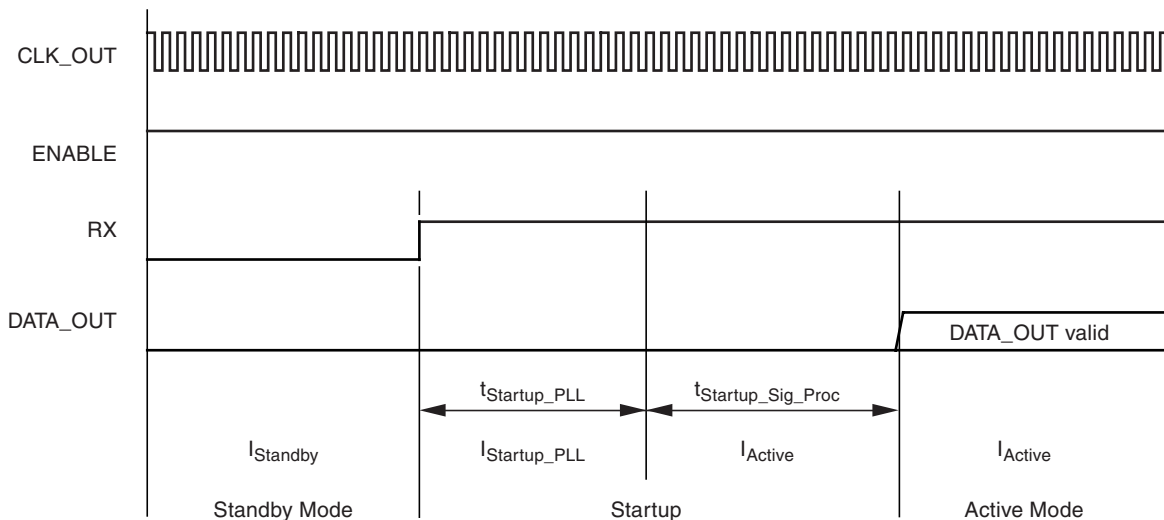 CLK_OUT
ENABLE
RX
DATA_OUT
DATA_OUT valid
tStartup_PLL
tStartup_Sig_Proc
IStandby
IStartup_PLL
IActive
IActive
Standby Mode
Startup
Active Mode